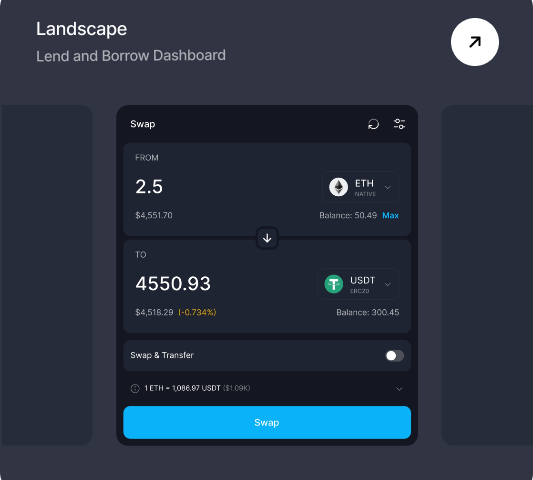 Landscape
Lend and Borrow Dashboard
Swap
FROM
2.5
ETH
NATIVE
$4,551.70
Balance: 50.49 Max
TO
4550.93
USDT
ERC20
$4,518.29 (-0.734%)
Balance: 300.45
Swap & Transfer
1 ETH = 1,086.97 USDT ($1.09K)
Swap